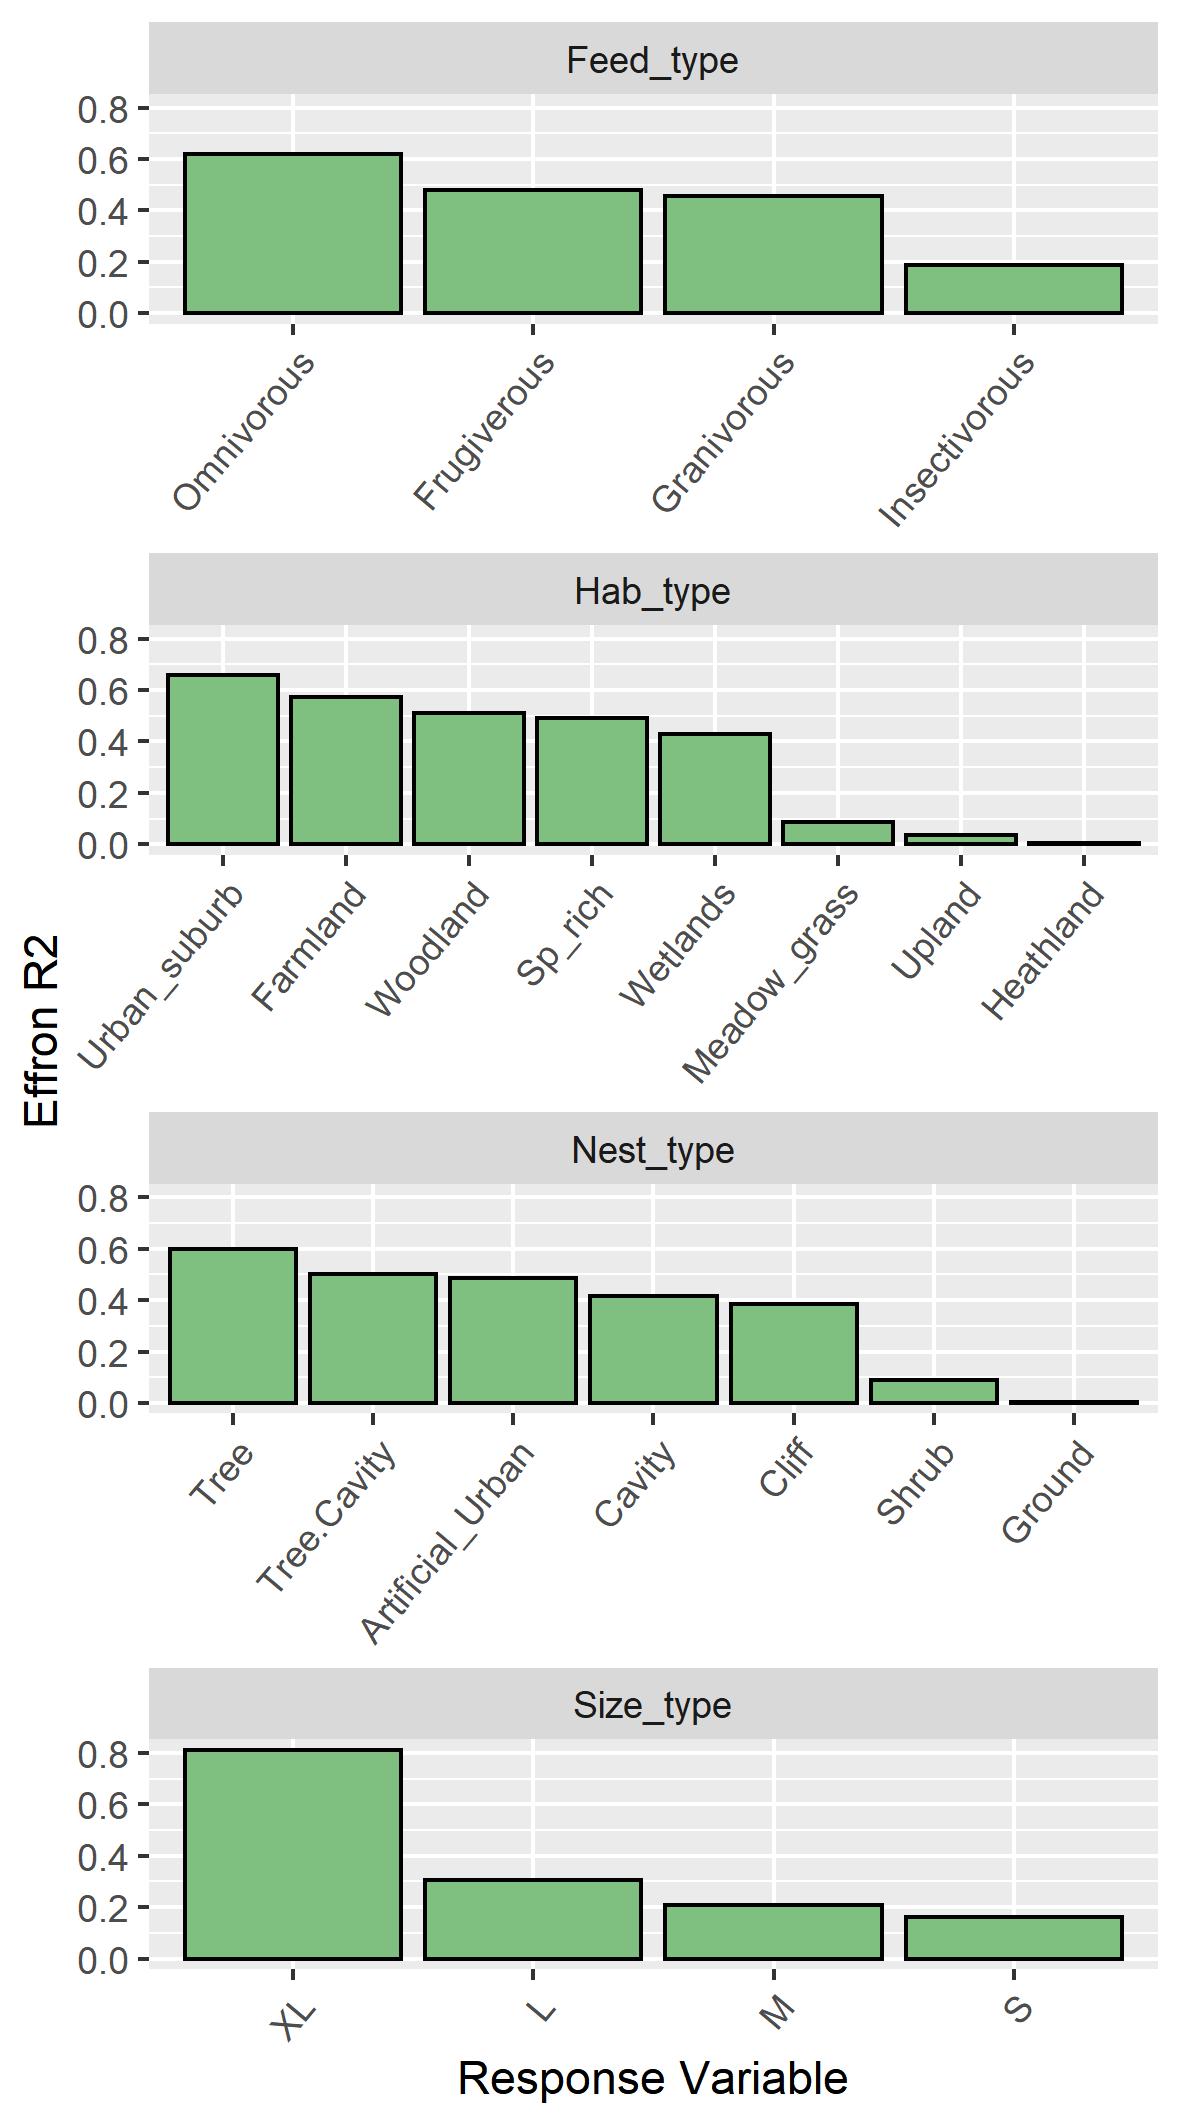 Feed_type
0.8
0.6
0.4
0.2
0.0
Omnivorous
Frugiverous
Granivorous
Insectivorous
Hab_type
0.8
0.6
0.4
0.2
0.0
Urban_suburb
Farmland
Woodland
Sp_rich
Wetlands
Meadow_grass
Upland
Heathland
Effron R2
Nest_type
0.8
0.6
0.4
0.2
0.0
Tree
Tree.Cavity
Artificial_Urban
Cavity
Cliff
Shrub
Ground
Size_type
0.8
0.6
0.4
0.2
0.0
XL
L
M
S
Response Variable